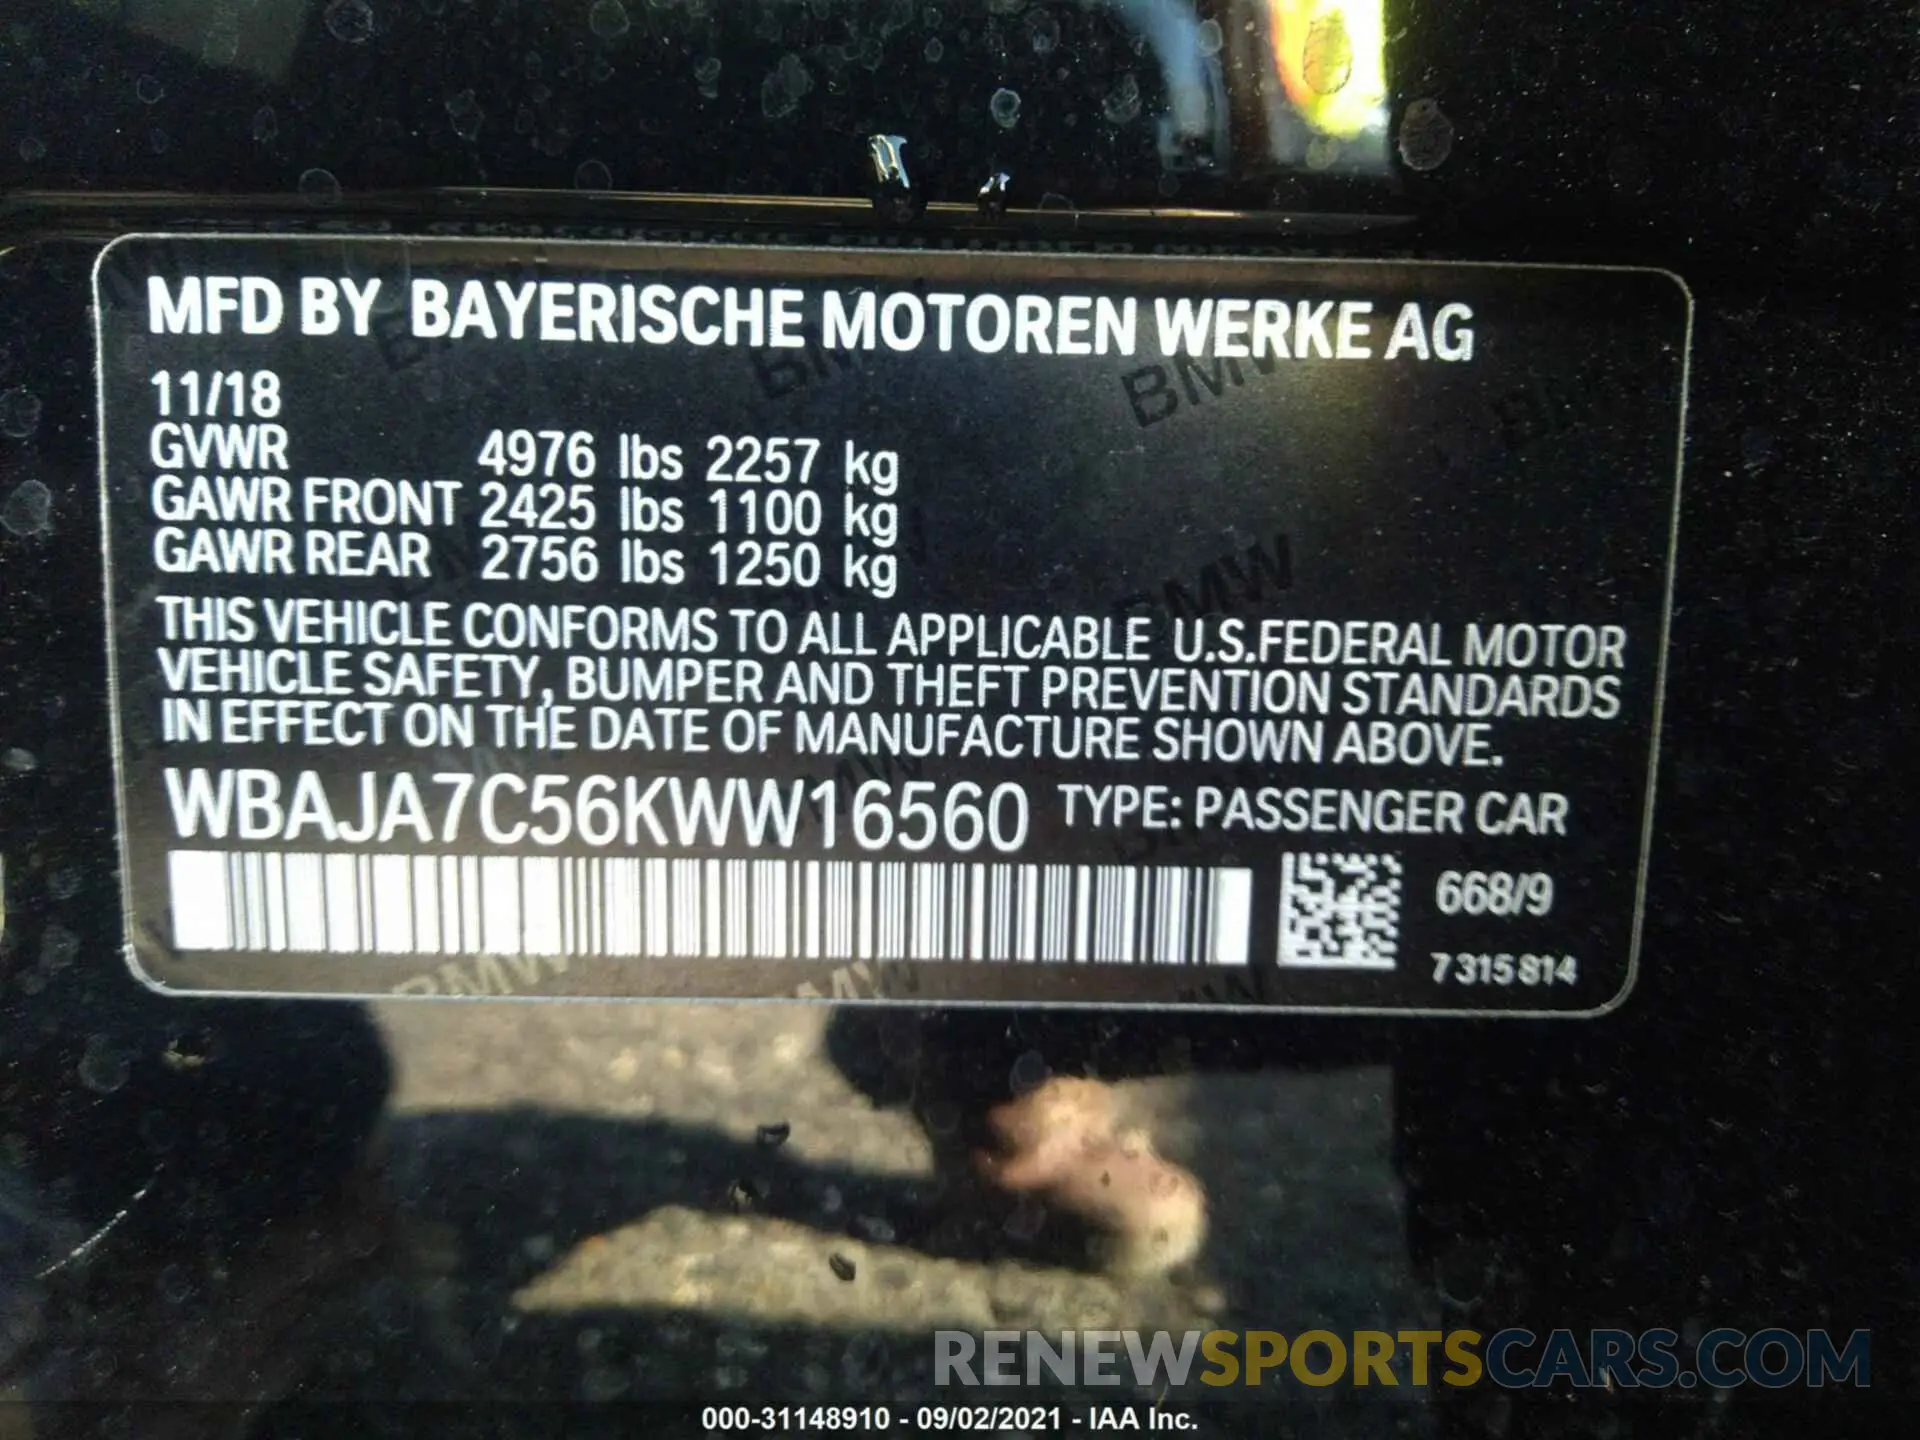 MFD BY BAYERISCHE MOTOREN WERKE AG
11/18
GVWR 4976 lbs 2257 kg
GAWR FRONT 2425 lbs 1100 kg
GAWR REAR 2756 lbs 1250 kg
THIS VEHICLE CONFORMS TO ALL APPLICABLE U.S.FEDERAL MOTOR
VEHICLE SAFETY, BUMPER AND THEFT PREVENTION STANDARDS
IN EFFECT ON THE DATE OF MANUFACTURE SHOWN ABOVE.
WBAJA7C56KWW16560 TYPE: PASSENGER CAR
668/9
7 315 814
RENEWSPORTSCARS.COM
000-31148910 - 09/02/2021 - IAA Inc.